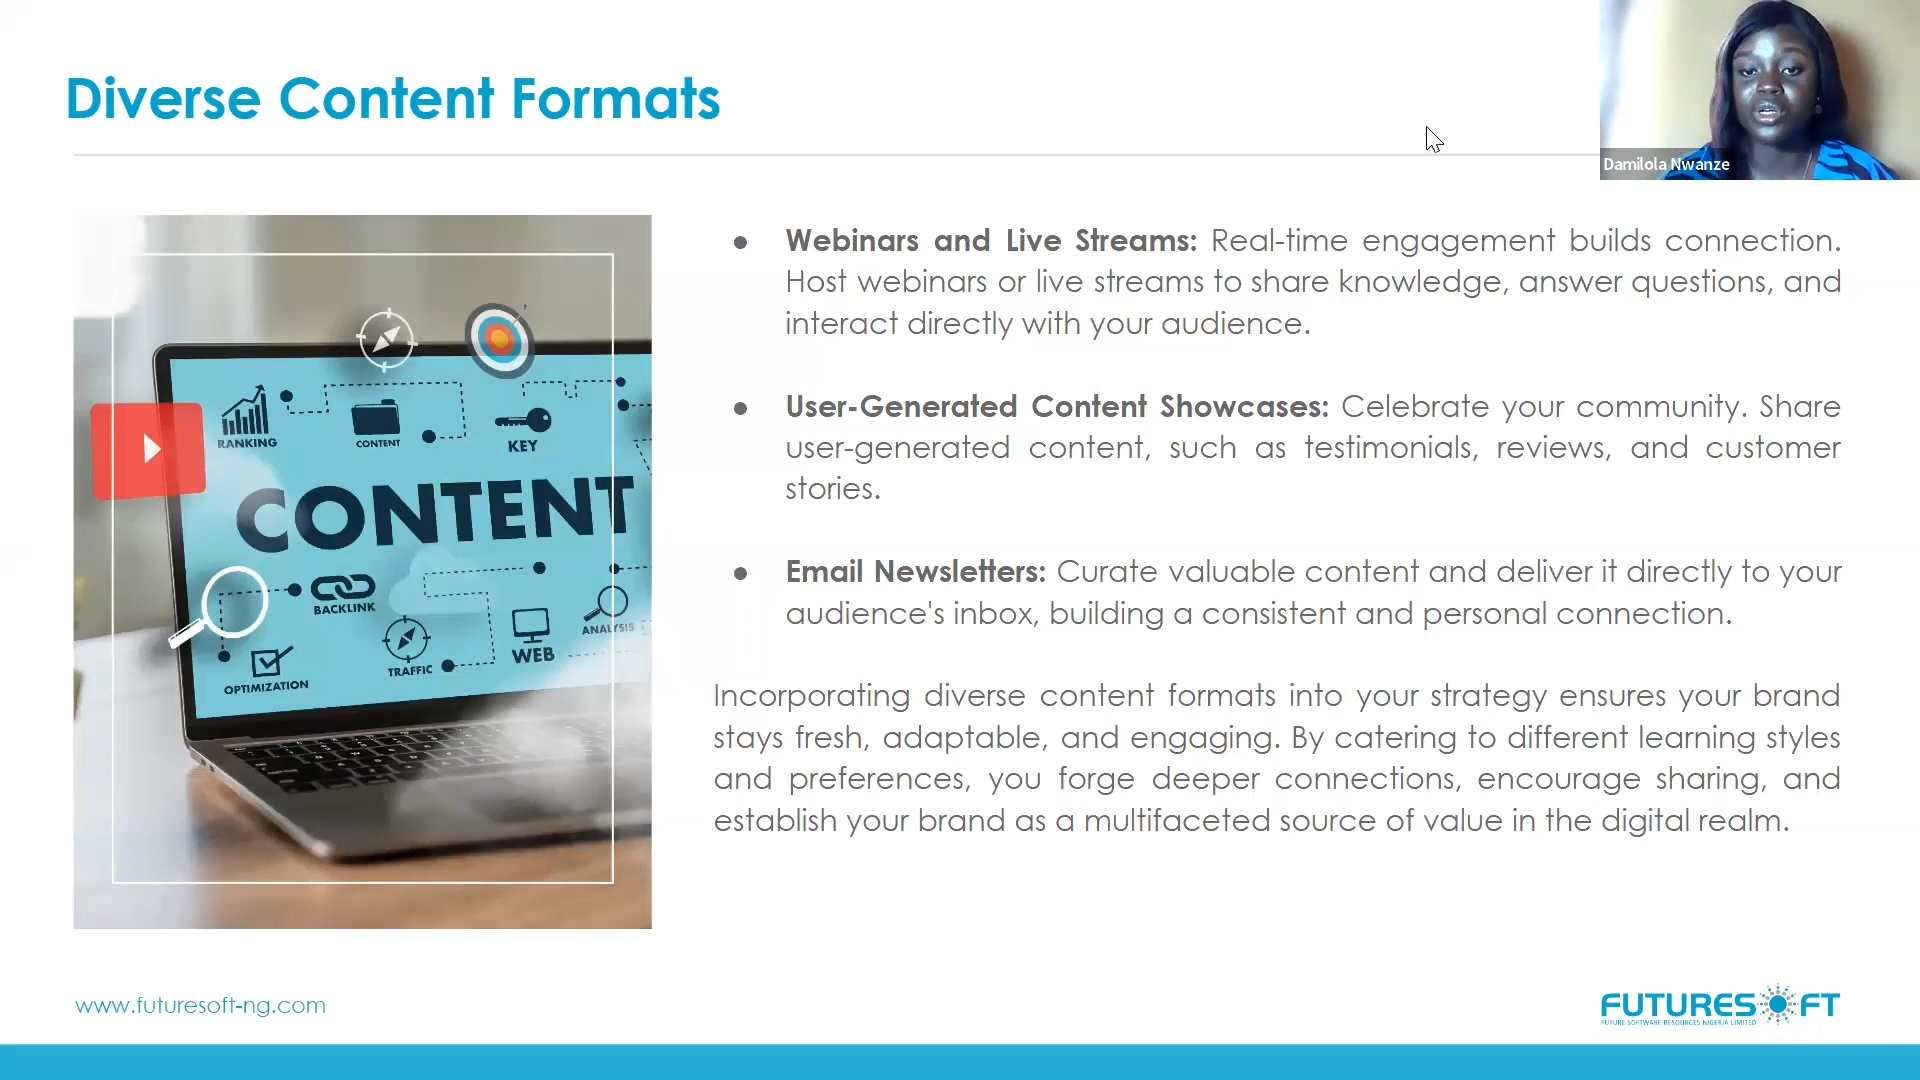 Diverse Content Formats
Damilola Nwanze
● Webinars and Live Streams: Real-time engagement builds connection.
Host webinars or live streams to share knowledge, answer questions, and
interact directly with your audience.
● User-Generated Content Showcases: Celebrate your community. Share
user-generated content, such as testimonials, reviews, and customer
stories.
● Email Newsletters: Curate valuable content and deliver it directly to your
audience's inbox, building a consistent and personal connection.
Incorporating diverse content formats into your strategy ensures your brand
stays fresh, adaptable, and engaging. By catering to different learning styles
and preferences, you forge deeper connections, encourage sharing, and
establish your brand as a multifaceted source of value in the digital realm.
RANKING
CONTENT
KEY
CONTENT
BACKLINK
ANALYSIS
OPTIMIZATION
TRAFFIC
WEB
www.futuresoft-ng.com
FUTURESOFT
FUTURE SOFTWARE RESOURCES NIGERIA LIMITED